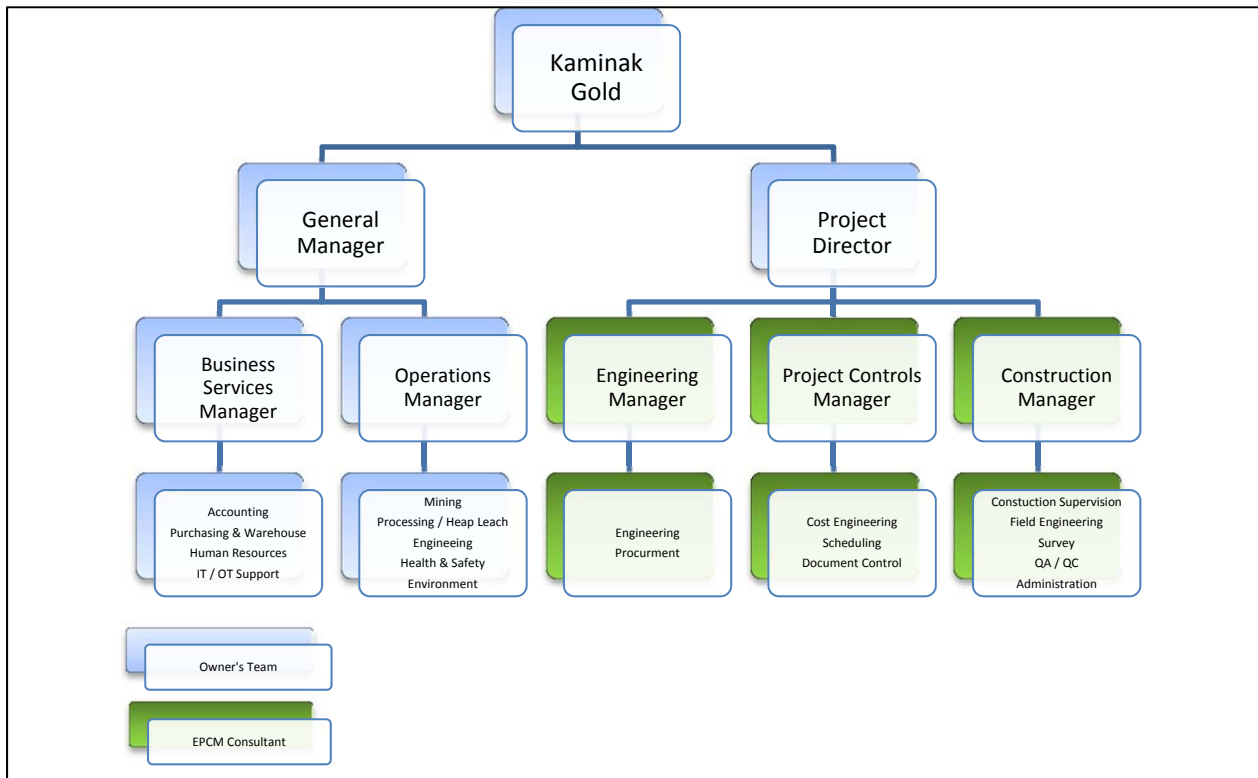 Kaminak
Gold
General
Manager
Project
Director
Business
Services
Manager
Operations
Manager
Engineering
Manager
Project Controls
Manager
Construction
Manager
Accounting
Purchasing & Warehouse
Human Resources
IT / OT Support
Mining
Processing / Heap Leach
Engineeing
Health & Safety
Environment
Engineering
Procurment
Cost Engineering
Scheduling
Document Control
Constuction Supervision
Field Engineering
Survey
QA / QC
Administration
Owner's Team
EPCM Consultant